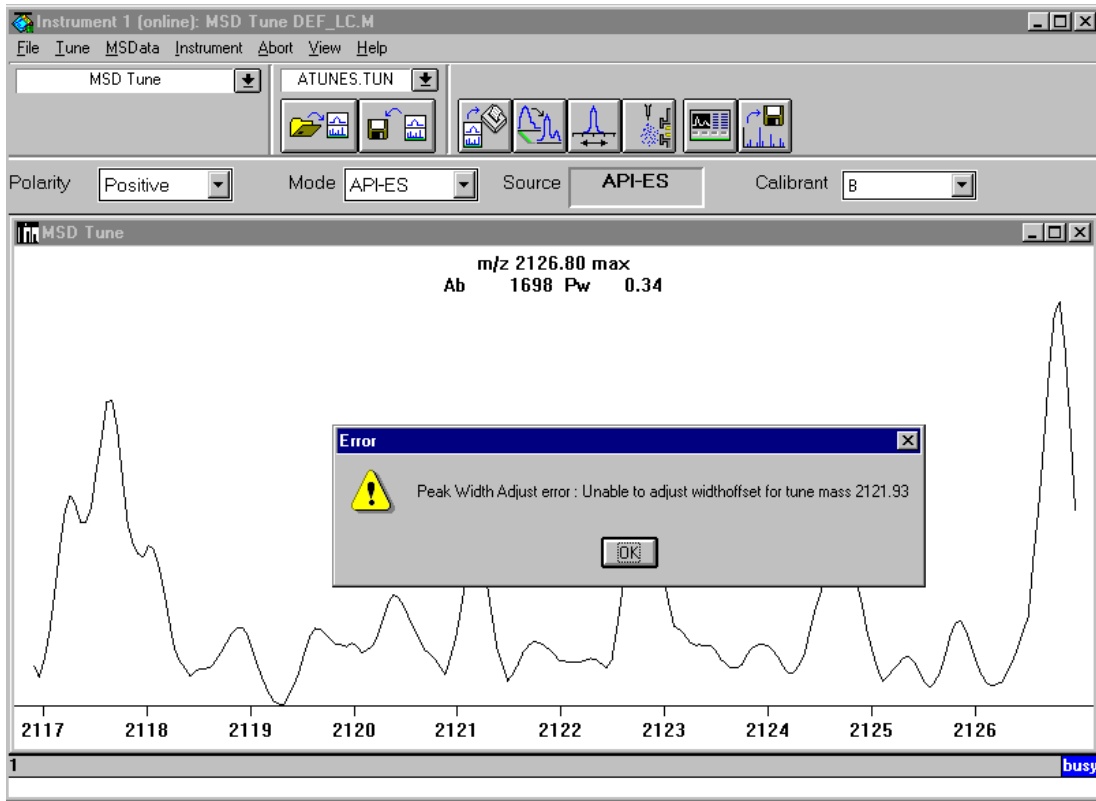 Instrument 1 (online): MSD Tune DEF_LC.M
File Tune MSData Instrument Abort View Help
MSD Tune ATUNES.TUN
Polarity Positive Mode API-ES Source API-ES Calibrant B
MSD Tune
m/z 2126.80 max
Ab 1698 Pw 0.34
Error
Peak Width Adjust error : Unable to adjust widthoffset for tune mass 2121.93
OK
2117 2118 2119 2120 2121 2122 2123 2124 2125 2126
1 busy